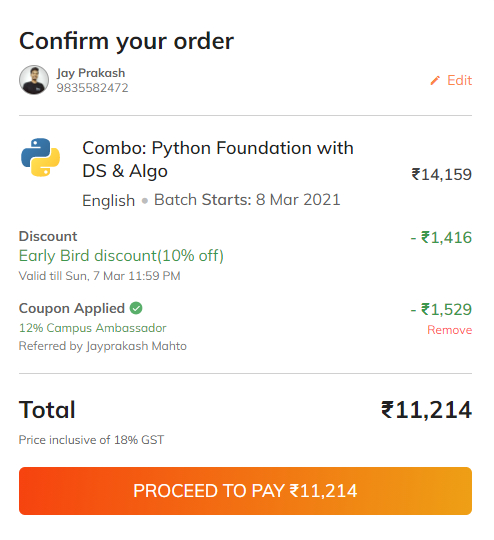 Confirm your order
Jay Prakash
9835582472
Edit
Combo: Python Foundation with
DS & Algo
₹14,159
English • Batch Starts: 8 Mar 2021
Discount
- ₹1,416
Early Bird discount(10% off)
Valid till Sun, 7 Mar 11:59 PM
Coupon Applied
- ₹1,529
12% Campus Ambassador
Remove
Referred by Jayprakash Mahto
Total
₹11,214
Price inclusive of 18% GST
PROCEED TO PAY ₹11,214